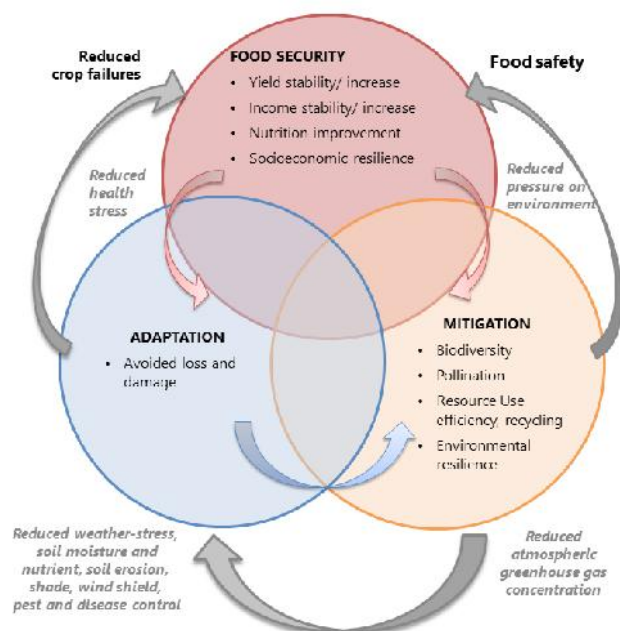 Reduced
crop failures
FOOD SECURITY
• Yield stability/ increase
• Income stability/ increase
• Nutrition improvement
• Socioeconomic resilience
Food safety
Reduced
health
stress
Reduced
pressure on
environment
ADAPTATION
• Avoided loss and
damage
MITIGATION
• Biodiversity
• Pollination
• Resource Use
efficiency, recycling
• Environmental
resilience
Reduced weather-stress,
soil moisture and
nutrient, soil erosion,
shade, wind shield,
pest and disease control
Reduced
atmospheric
greenhouse gas
concentration